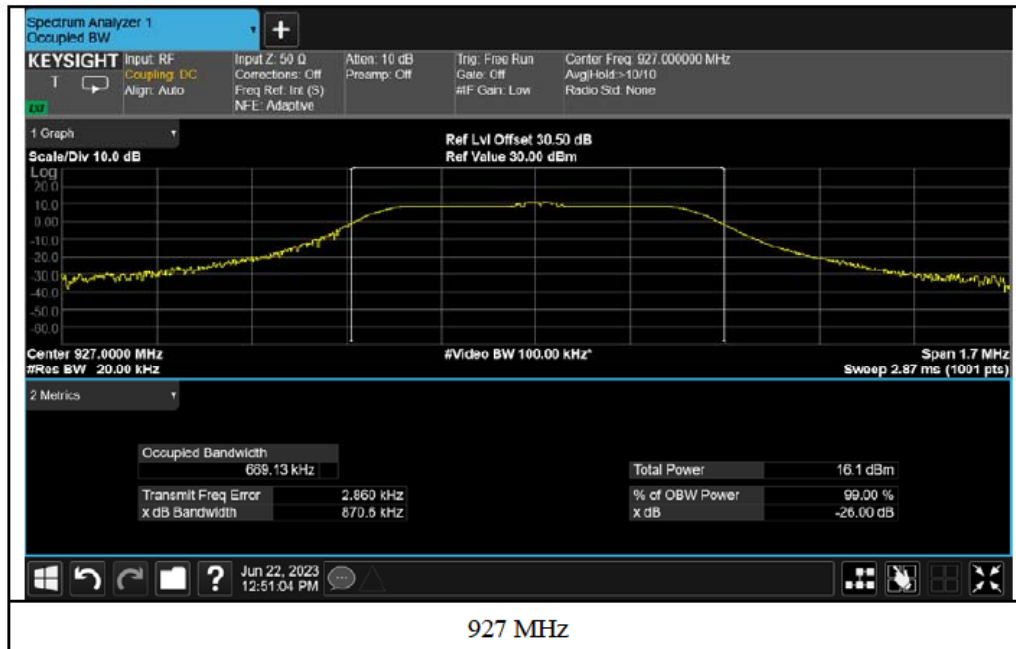 Spectrum Analyzer 1
Occupied BW
+
KEYSIGHT Input: RF
Coupling: DC
Align: Auto
Input Z: 50 Ω
Corrections: Off
Freq Ref: Int (S)
NFE: Adaptive
Atten: 10 dB
Preamp: Off
Trig: Free Run
Gate: Off
#IF Gain: Low
Center Freq: 927.000000 MHz
Avg|Hold:>10/10
Radio Std: None
T
1 Graph
Scale/Div 10.0 dB
Ref Lvl Offset 30.50 dB
Ref Value 30.00 dBm
Log
20.0
10.0
0.00
-10.0
-20.0
-30.0
-40.0
-50.0
-60.0
Center 927.0000 MHz
#Res BW 20.00 kHz
#Video BW 100.00 kHz*
Span 1.7 MHz
Sweep 2.87 ms (1001 pts)
2 Metrics
Occupied Bandwidth
669.13 kHz
Transmit Freq Error 2.860 kHz
x dB Bandwidth 870.6 kHz
Total Power 16.1 dBm
% of OBW Power 99.00 %
x dB -26.00 dB
?
Jun 22, 2023
12:51:04 PM
927 MHz